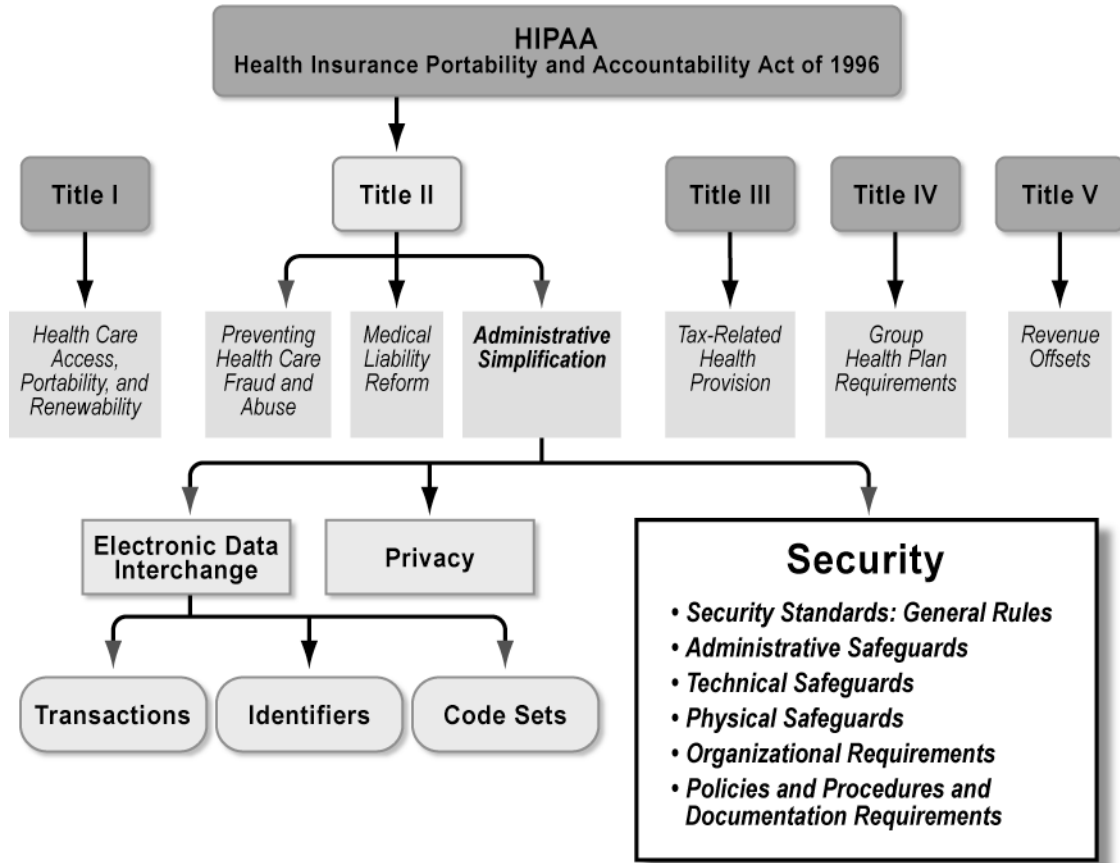 HIPAA
Health Insurance Portability and Accountability Act of 1996
Title I
Title II
Title III
Title IV
Title V
Health Care
Access,
Portability, and
Renewability
Preventing
Health Care
Fraud and
Abuse
Medical
Liability
Reform
Administrative
Simplification
Tax-Related
Health
Provision
Group
Health Plan
Requirements
Revenue
Offsets
Electronic Data
Interchange
Privacy
Security
• Security Standards: General Rules
• Administrative Safeguards
• Technical Safeguards
• Physical Safeguards
• Organizational Requirements
• Policies and Procedures and
Documentation Requirements
Transactions
Identifiers
Code Sets